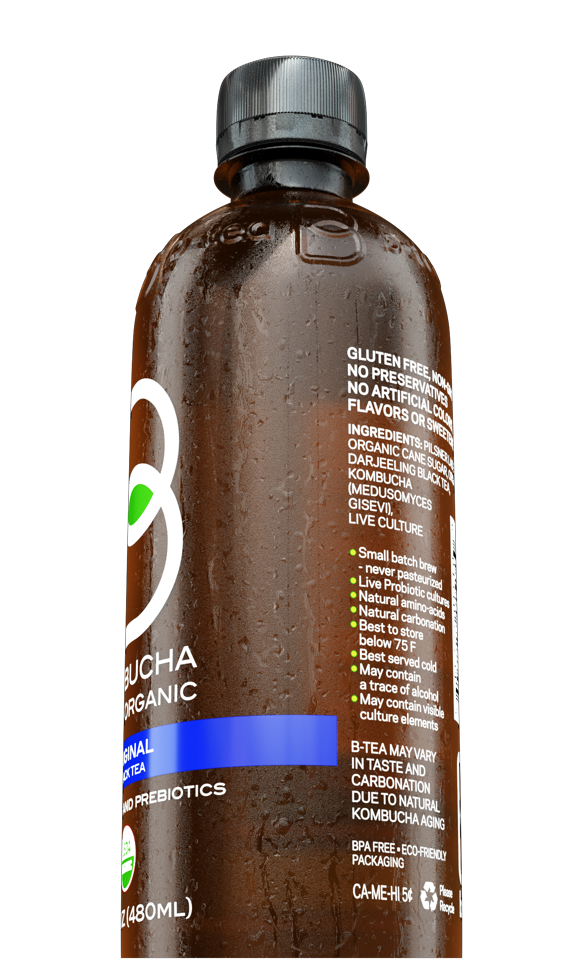 BUCHA
ORGANIC
GINAL
CK TEA
AND PREBIOTICS
Z (480ML)
GLUTEN FREE, NON-
NO PRESERVATIVES
NO ARTIFICIAL COLORS
FLAVORS OR SWEETE
INGREDIENTS: PILSNER
ORGANIC CANE SUGAR,
DARJEELING BLACK TEA,
KOMBUCHA
(MEDUSOMYCES
GISEVI),
LIVE CULTURE
• Small batch brew
- never pasteurized
• Live Probiotic cultures
• Natural amino-acids
• Natural carbonation
• Best to store
below 75 F
• Best served cold
• May contain
a trace of alcohol
• May contain visible
culture elements
B-TEA MAY VARY
IN TASTE AND
CARBONATION
DUE TO NATURAL
KOMBUCHA AGING
BPA FREE • ECO-FRIENDLY
PACKAGING
CA-ME-HI 5¢
Please
Recycle